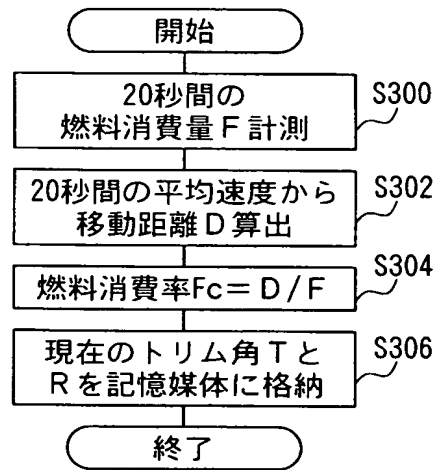 開始
20秒間の
燃料消費量F計測
S300
20秒間の平均速度から
移動距離D算出
S302
燃料消費率Fc=D/F
S304
現在のトリム角Tと
Rを記憶媒体に格納
S306
終了